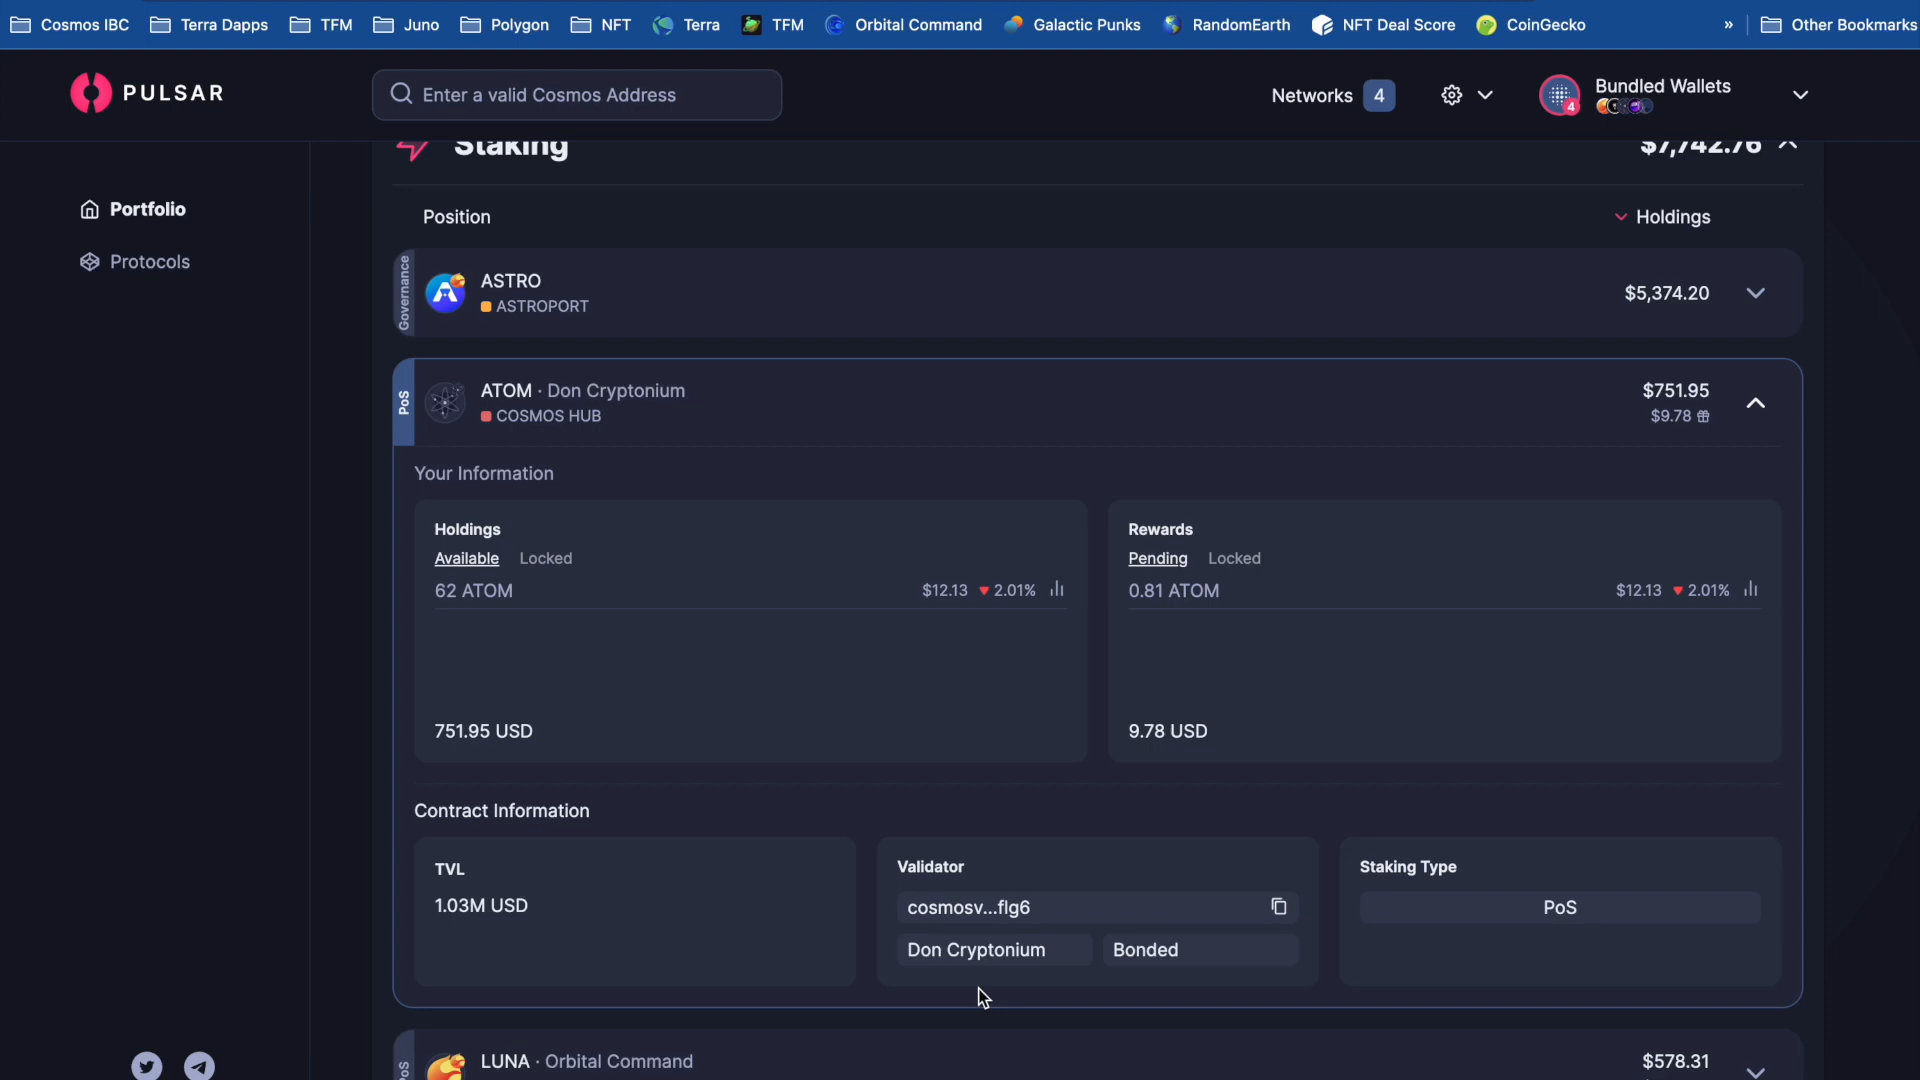 Cosmos IBC Terra Dapps TFM Juno Polygon NFT Terra TFM Orbital Command Galactic Punks RandomEarth NFT Deal Score CoinGecko » Other Bookmarks
PULSAR
Enter a valid Cosmos Address
Networks 4
4
Bundled Wallets
Staking $7,742.76
Portfolio
Protocols
Position Holdings
Governance
ASTRO
ASTROPORT
$5,374.20
PoS
ATOM · Don Cryptonium
COSMOS HUB
$751.95
$9.78
Your Information
Holdings
Available Locked
62 ATOM $12.13 2.01%
751.95 USD
Rewards
Pending Locked
0.81 ATOM $12.13 2.01%
9.78 USD
Contract Information
TVL
1.03M USD
Validator
cosmosv...flg6
Don Cryptonium Bonded
Staking Type
PoS
PoS
LUNA · Orbital Command
$578.31